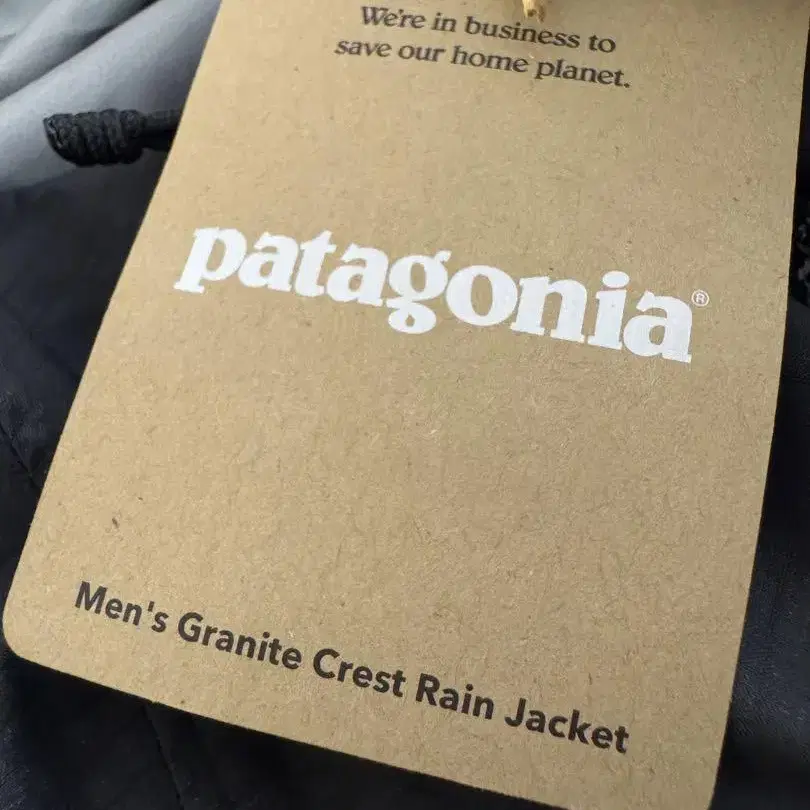 We're in business to
save our home planet.
patagonia®
Men's Granite Crest Rain Jacket